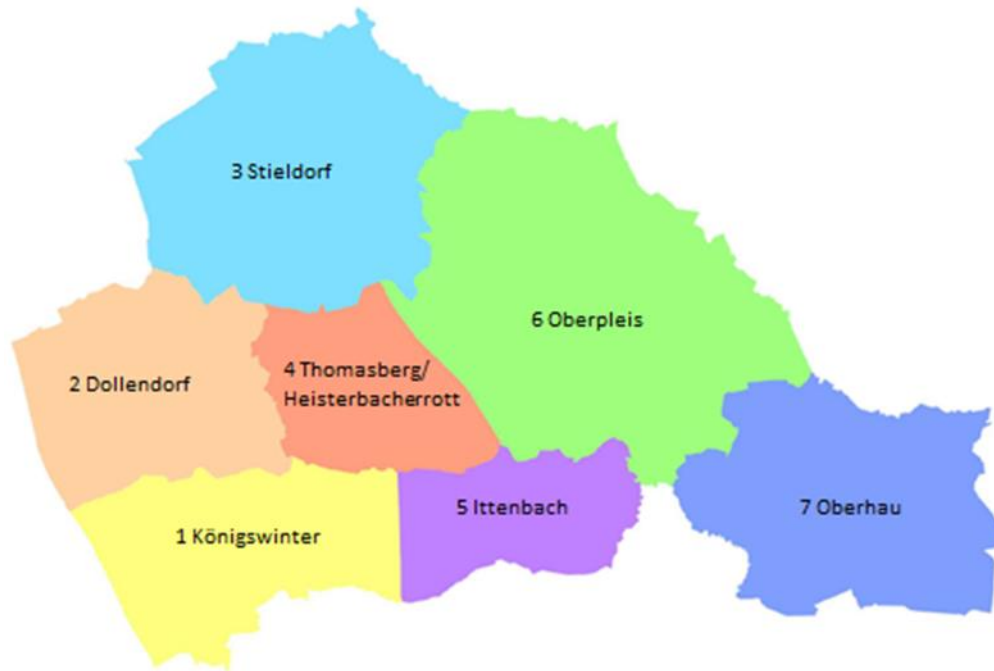 3 Stieldorf
6 Oberpleis
2 Dollendorf
4 Thomasberg/
Heisterbacherrott
5 Ittenbach
7 Oberhau
1 Königswinter